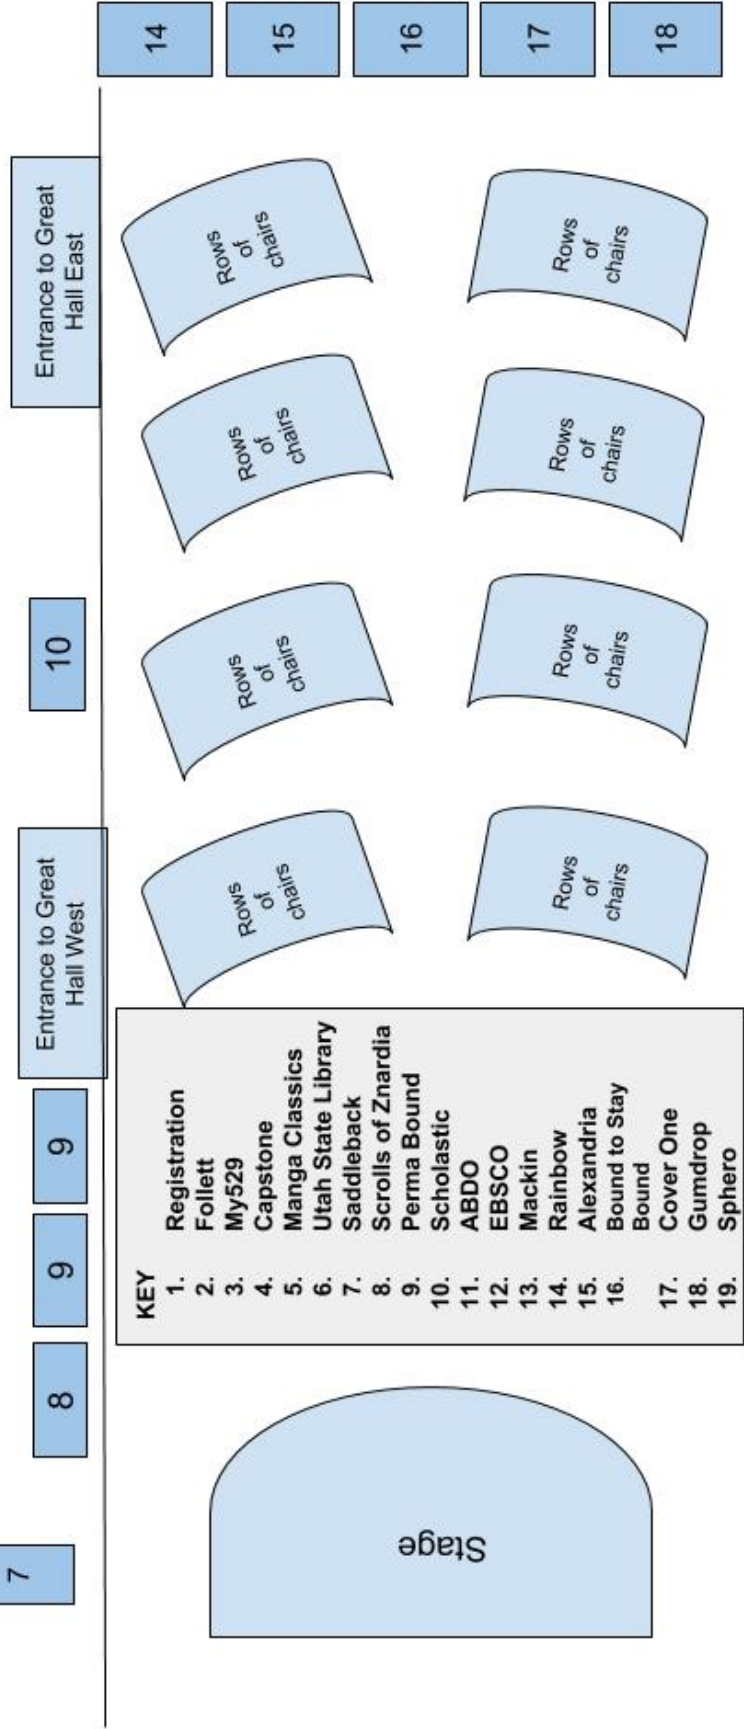 7
8
9
9
Entrance to Great
Hall West
10
Entrance to Great
Hall East
Stage
KEY
1. Registration
2. Follett
3. My529
4. Capstone
5. Manga Classics
6. Utah State Library
7. Saddleback
8. Scrolls of Znardia
9. Perma Bound
10. Scholastic
11. ABDO
12. EBSCO
13. Mackin
14. Rainbow
15. Alexandria
16. Bound to Stay
Bound
17. Cover One
18. Gumdrop
19. Sphero
Rows
of
chairs
Rows
of
chairs
Rows
of
chairs
Rows
of
chairs
Rows
of
chairs
Rows
of
chairs
Rows
of
chairs
Rows
of
chairs
14
15
16
17
18